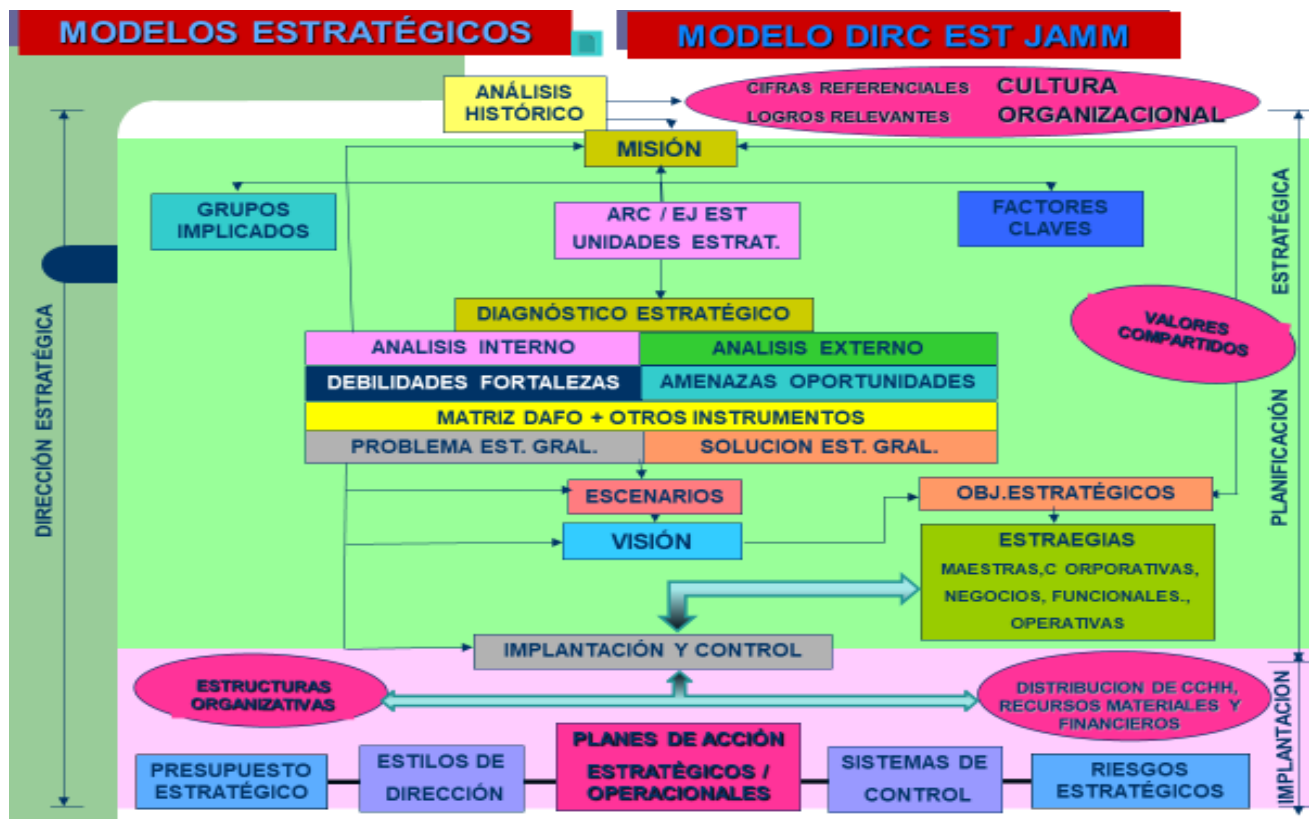 MODELOS ESTRATÉGICOS
MODELO DIRC EST JAMM
ANÁLISIS
HISTÓRICO
CIFRAS REFERENCIALES
LOGROS RELEVANTES
CULTURA
ORGANIZACIONAL
MISIÓN
GRUPOS
IMPLICADOS
ARC / EJ EST
UNIDADES ESTRAT.
FACTORES
CLAVES
DIAGNÓSTICO ESTRATÉGICO
ANALISIS INTERNO
ANALISIS EXTERNO
DEBILIDADES FORTALEZAS
AMENAZAS OPORTUNIDADES
MATRIZ DAFO + OTROS INSTRUMENTOS
PROBLEMA EST. GRAL.
SOLUCION EST. GRAL.
VALORES
COMPARTIDOS
ESCENARIOS
OBJ.ESTRATÉGICOS
VISIÓN
ESTRAEGIAS
MAESTRAS,C ORPORATIVAS,
NEGOCIOS, FUNCIONALES.,
OPERATIVAS
IMPLANTACIÓN Y CONTROL
ESTRUCTURAS
ORGANIZATIVAS
DISTRIBUCION DE CCHH,
RECURSOS MATERIALES Y
FINANCIEROS
PRESUPUESTO
ESTRATÉGICO
ESTILOS DE
DIRECCIÓN
PLANES DE ACCIÓN
ESTRATÈGICOS /
OPERACIONALES
SISTEMAS DE
CONTROL
RIESGOS
ESTRATÉGICOS
DIRECCIÓN ESTRATÉGICA
PLANIFICACIÓN ESTRATÉGICA
IMPLANTACION